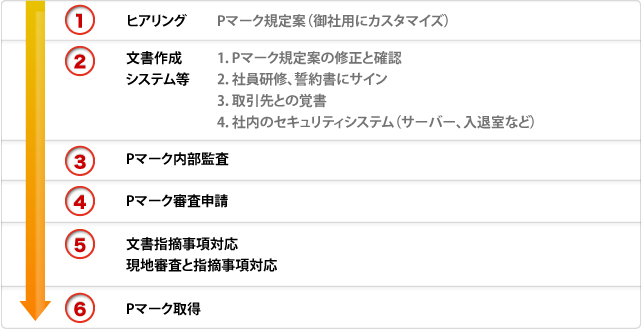 1 ヒアリング Pマーク規定案（御社用にカスタマイズ）
2 文書作成 1. Pマーク規定案の修正と確認
システム等 2. 社員研修、誓約書にサイン
3. 取引先との覚書
4. 社内のセキュリティシステム（サーバー、入退室など）
3 Pマーク内部監査
4 Pマーク審査申請
5 文書指摘事項対応
現地審査と指摘事項対応
6 Pマーク取得